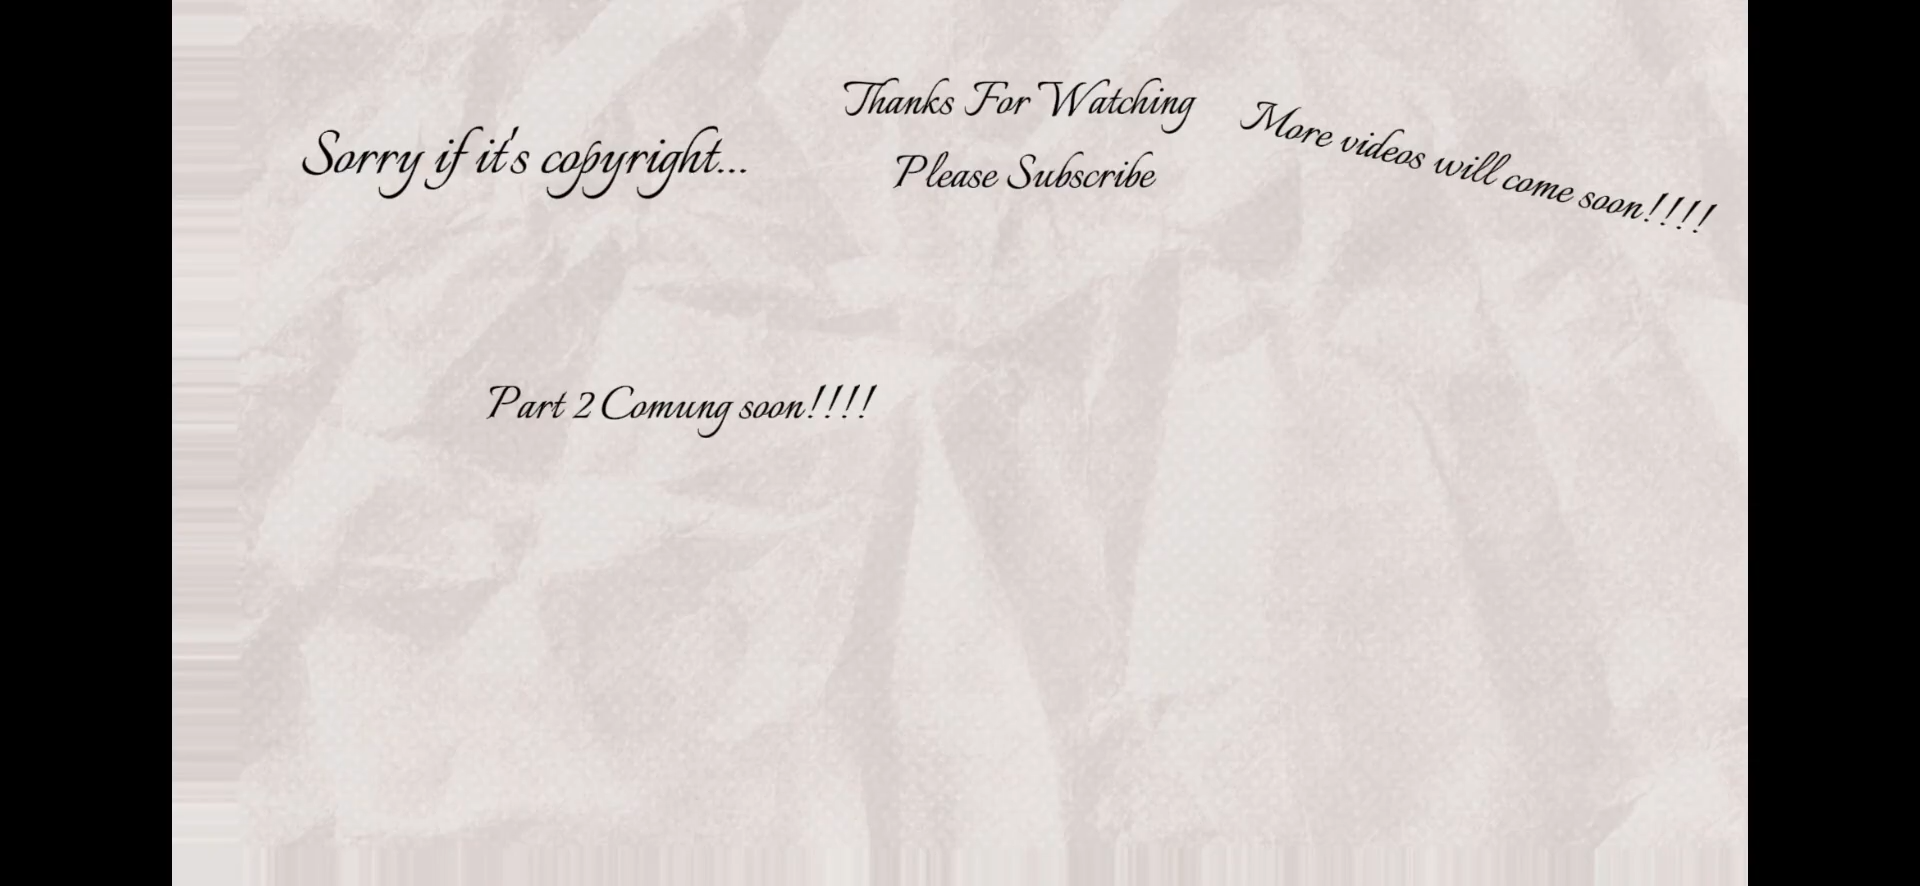 Sorry if it's copyright...
Thanks For Watching
Please Subscribe
More videos will come soon!!!!
Part 2 Comung soon!!!!